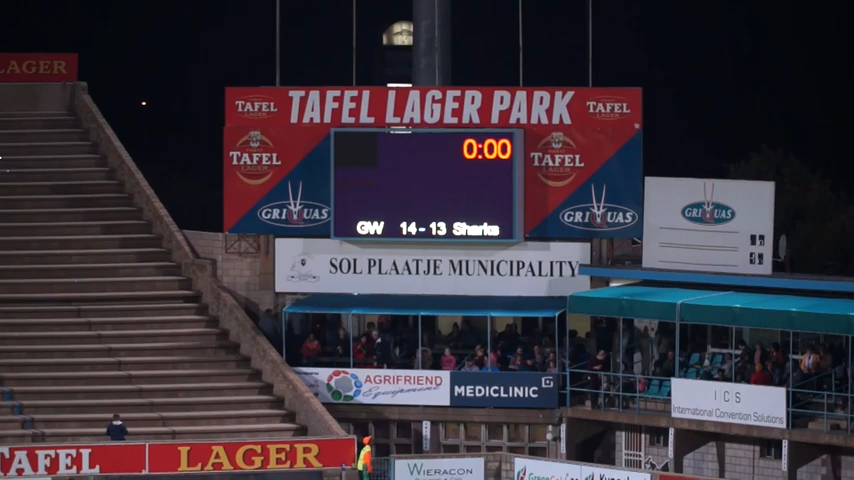 LAGER
TAFEL LAGER TAFEL LAGER PARK TAFEL LAGER
TAFEL LAGER
0:00
TAFEL LAGER
GRIQUAS
GW 14 - 13 Sharks
GRIQUAS
GRIQUAS
SOL PLAATJE MUNICIPALITY
AGRIFRIEND
Equipment
MEDICLINIC
ICS
International Convention Solutions
TAFEL LAGER
WIERACON